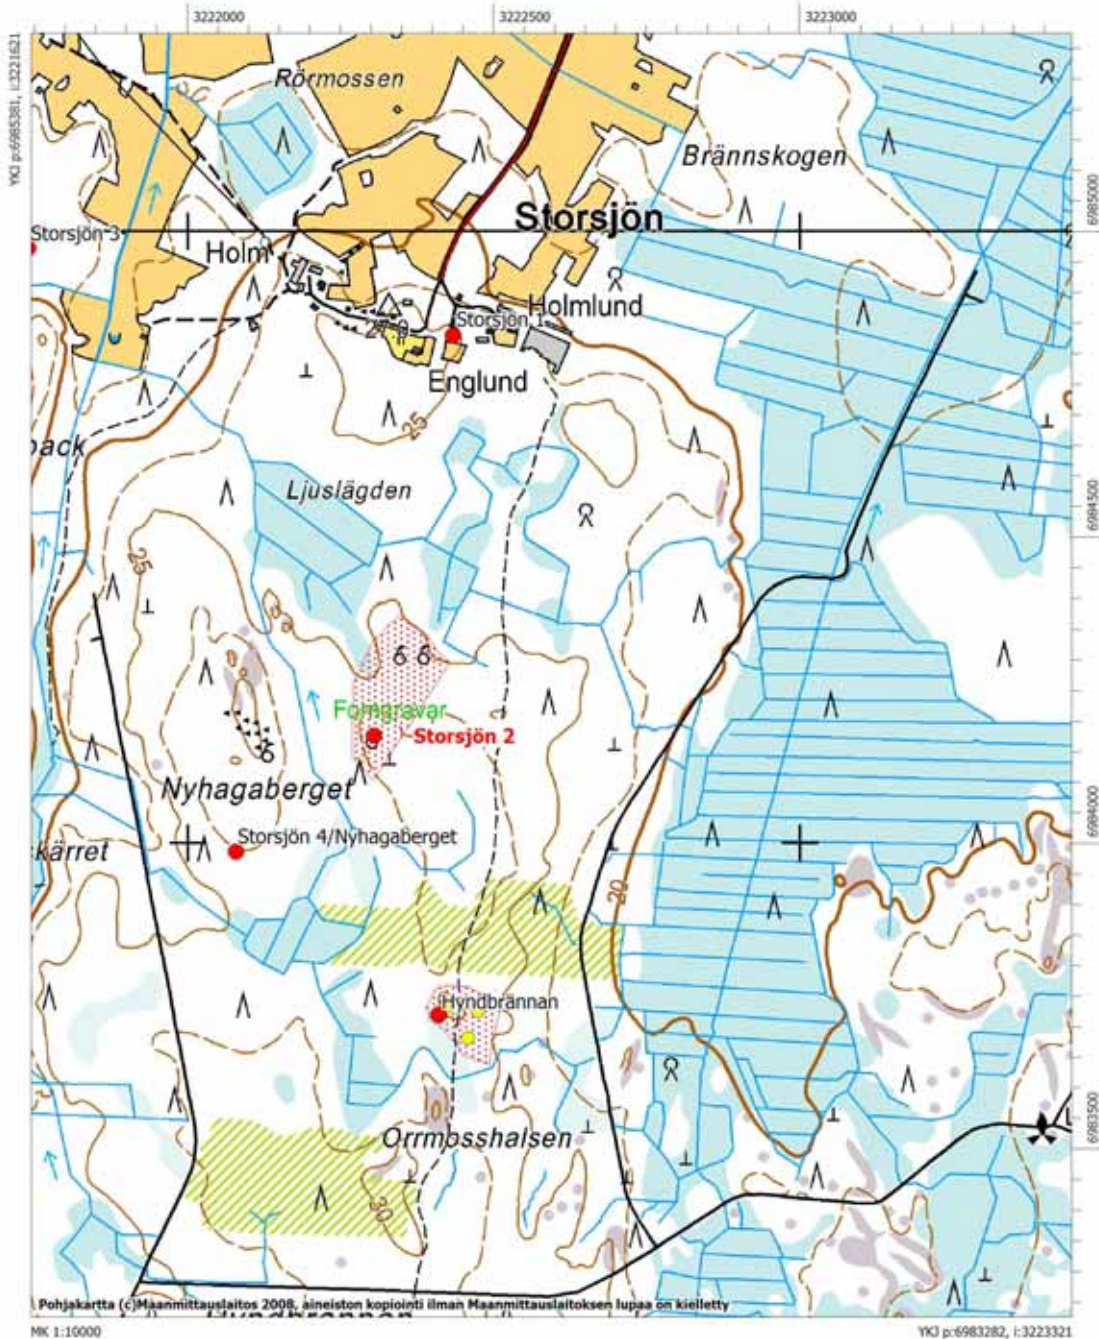 3222000
3222500
3223000
YKJ p:6985381, i:3221621
Rörmossen
Brännskogen
6985000
Storsjön
Storsjön 3
Holm
Holmlund
Storsjön 1
Englund
25
back
Ljuslägden
6984500
25
Forngravar
Storsjön 2
Nyhagaberget
6984000
Storsjön 4/Nyhagaberget
kärret
20
Hyndbrännan
6983500
Orrmosshalsen
30
Pohjakartta (c)Maanmittauslaitos 2008, aineiston kopiointi ilman Maanmittauslaitoksen lupaa on kielletty
MK 1:10000
YKJ p:6983282, i:3223321